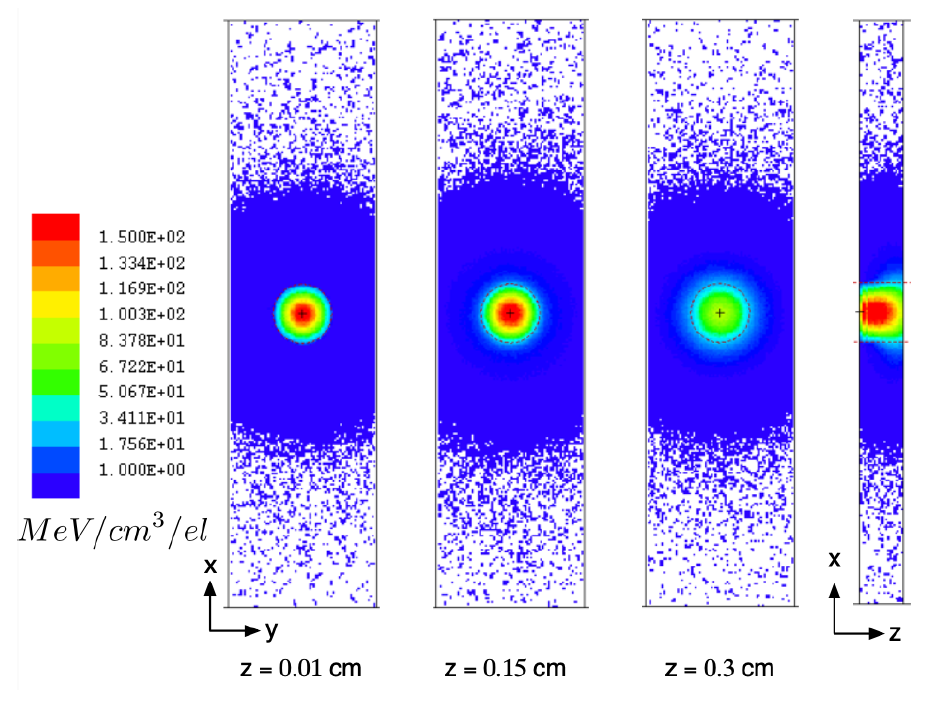 1.500E+02
1.334E+02
1.169E+02
1.003E+02
8.378E+01
6.722E+01
5.067E+01
3.411E+01
1.756E+01
1.000E+00
MeV/cm³/el
x
y
x
z
z = 0.01 cm
z = 0.15 cm
z = 0.3 cm